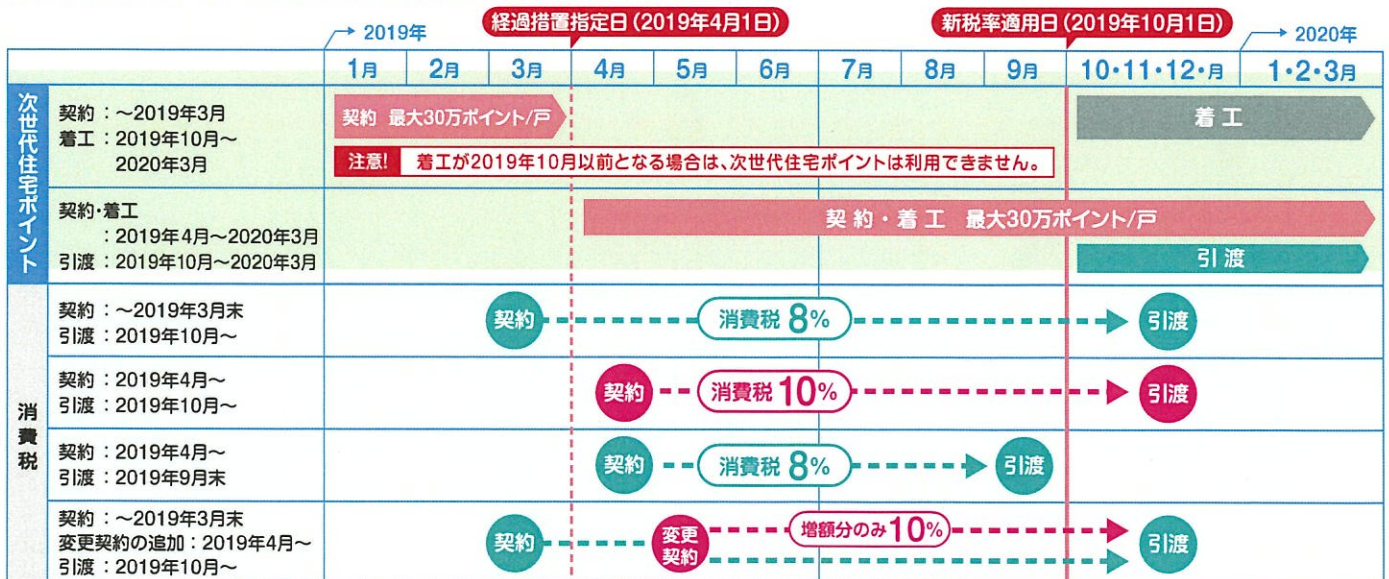 経過措置指定日(2019年4月1日)
新税率適用日(2019年10月1日)
2019年
2020年
1月 2月 3月 4月 5月 6月 7月 8月 9月 10・11・12・月 1・2・3月
次世代住宅ポイント
契約:~2019年3月
着工:2019年10月~
2020年3月
契約 最大30万ポイント/戸
着工
注意! 着工が2019年10月以前となる場合は、次世代住宅ポイントは利用できません。
契約・着工
:2019年4月~2020年3月
引渡:2019年10月~2020年3月
契約・着工 最大30万ポイント/戸
引渡
消費税
契約:~2019年3月末
引渡:2019年10月~
契約 消費税 8% 引渡
契約:2019年4月~
引渡:2019年10月~
契約 消費税 10% 引渡
契約:2019年4月~
引渡:2019年9月末
契約 消費税 8% 引渡
契約:~2019年3月末
変更契約の追加:2019年4月~
引渡:2019年10月~
契約
変更
契約
増額分のみ10%
引渡